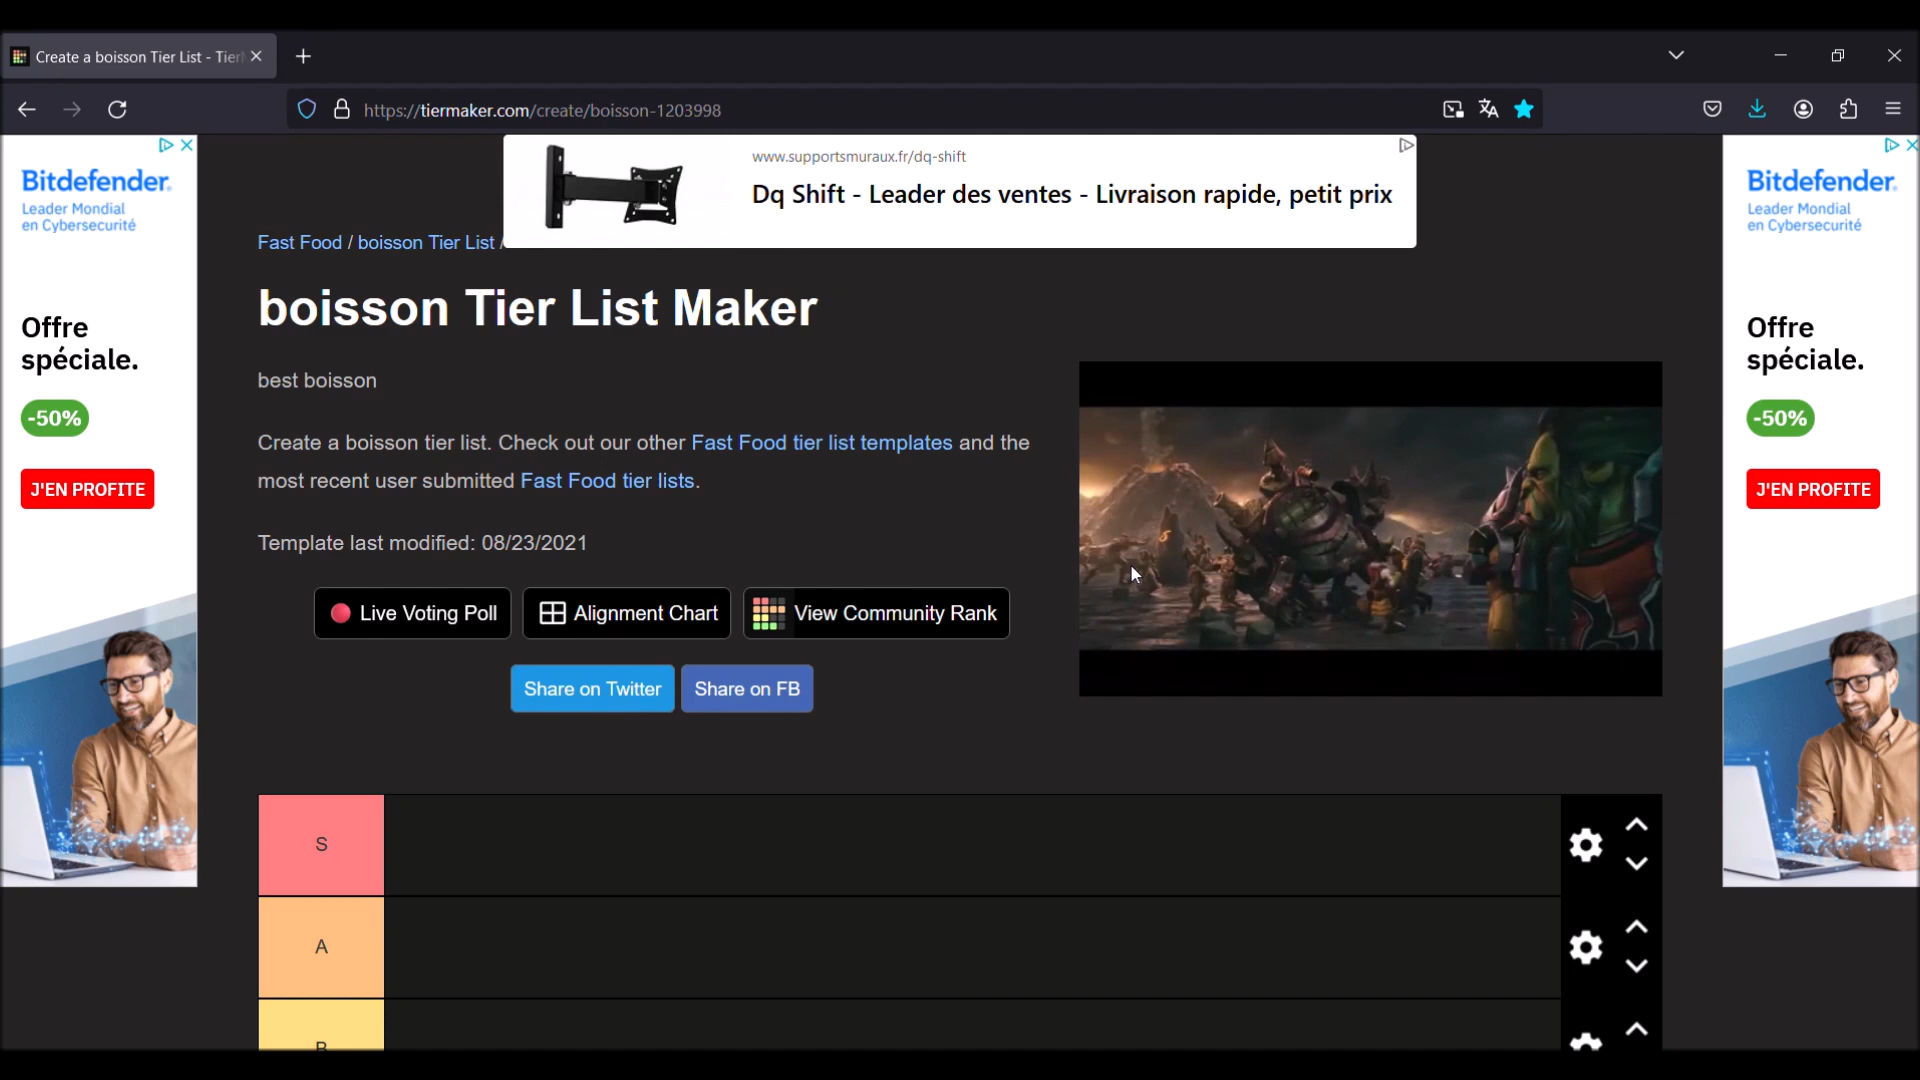 Create a boisson Tier List - Tier
https://tiermaker.com/create/boisson-1203998
Bitdefender
Leader Mondial
en Cybersecurité
Offre
spéciale.
-50%
J'EN PROFITE
www.supportsmuraux.fr/dq-shift
Dq Shift - Leader des ventes - Livraison rapide, petit prix
Fast Food / boisson Tier List /
boisson Tier List Maker
best boisson
Create a boisson tier list. Check out our other Fast Food tier list templates and the
most recent user submitted Fast Food tier lists.
Template last modified: 08/23/2021
Live Voting Poll
Alignment Chart
View Community Rank
Share on Twitter
Share on FB
S
A
B
Bitdefender
Leader Mondial
en Cybersecurité
Offre
spéciale.
-50%
J'EN PROFITE